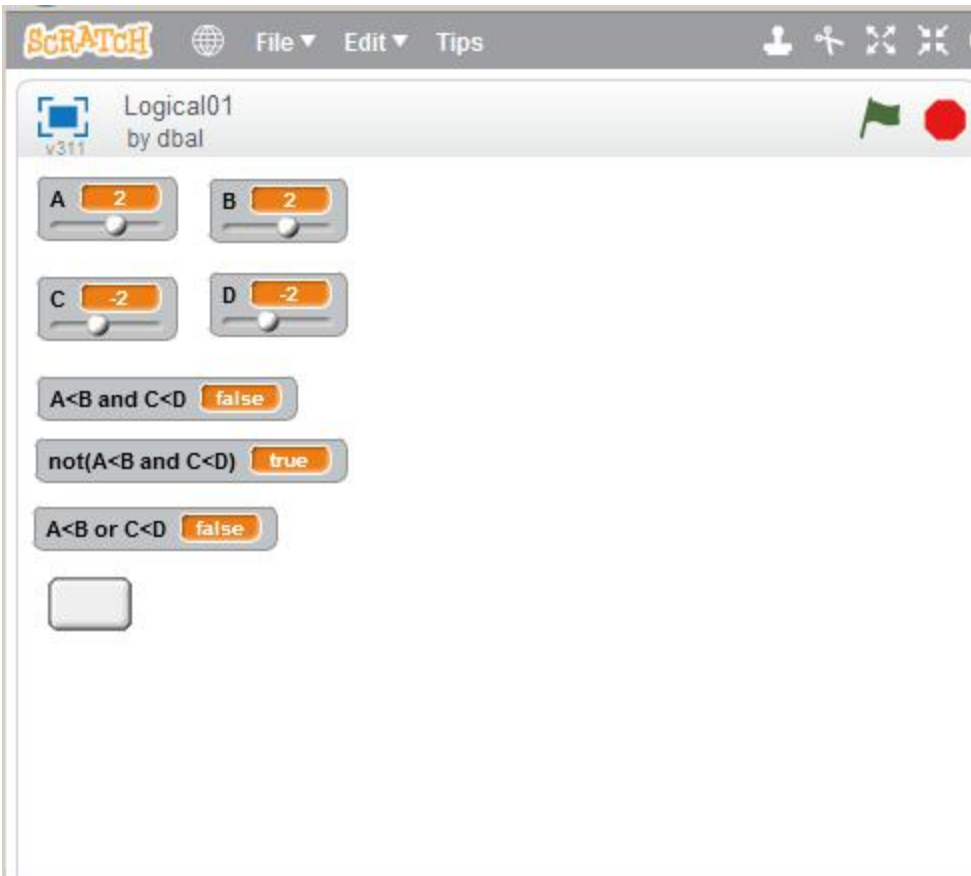 SCRATCH File Edit Tips
Logical01
v311 by dbal
A 2 B 2
C -2 D -2
A<B and C<D false
not(A<B and C<D) true
A<B or C<D false